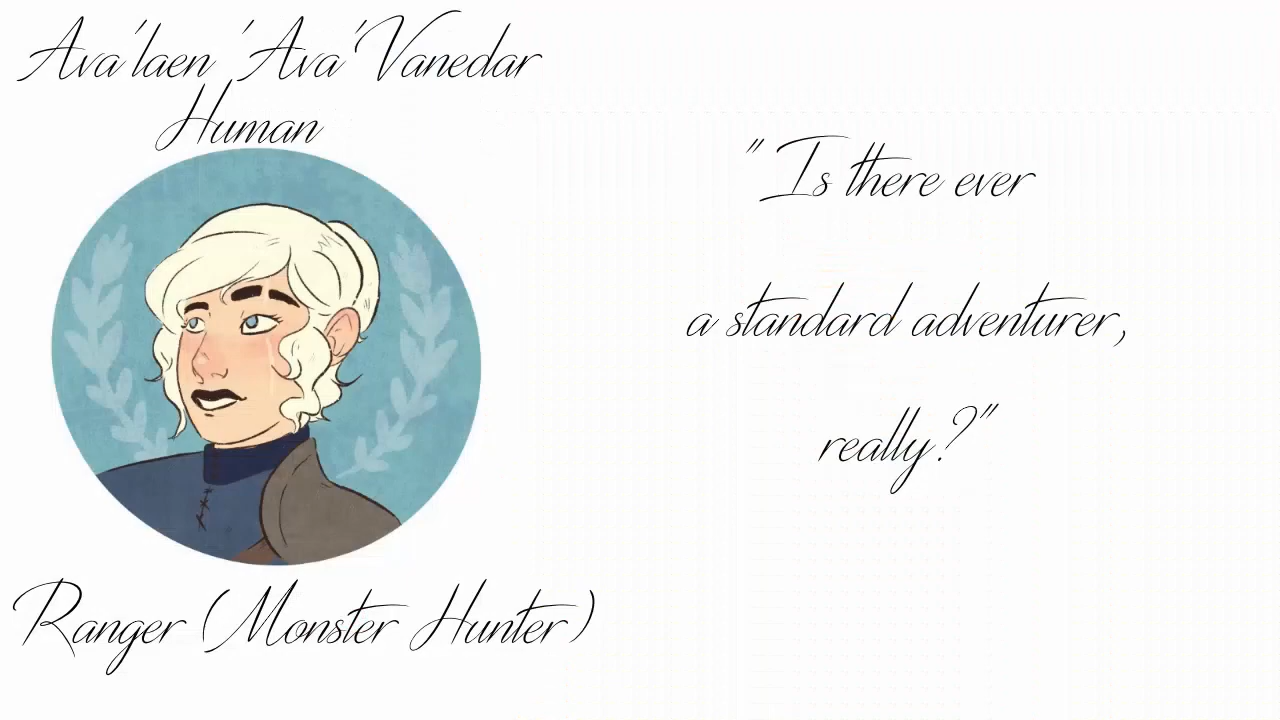 Ava'laen 'Ava' Vanedar
Human
"Is there ever
a standard adventurer,
really?"
Ranger (Monster Hunter)